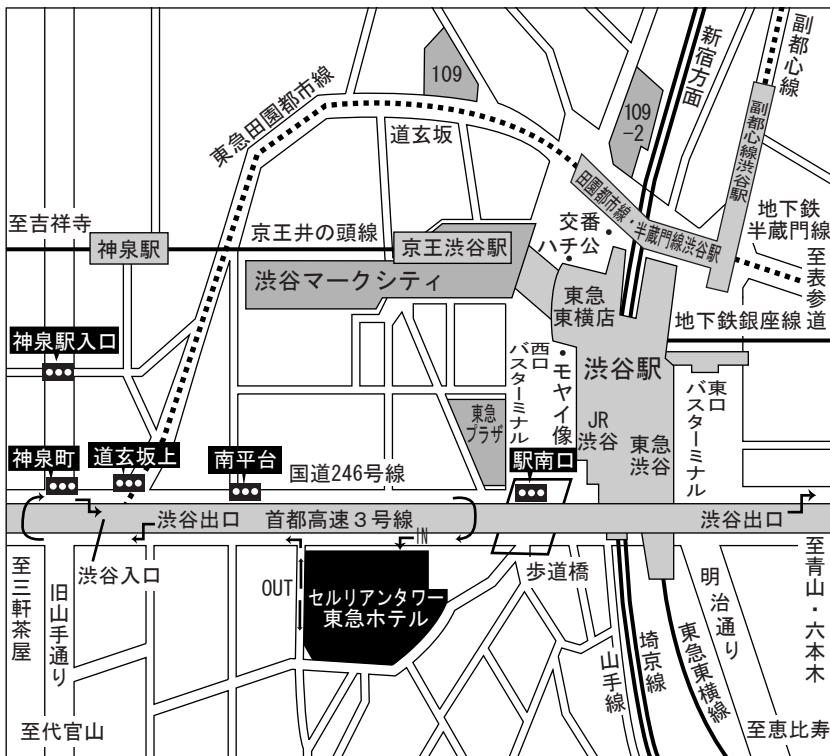 新宿方面
副都心線
109
109
-2
東急田園都市線
道玄坂
副都心線渋谷駅
田園都市線・半蔵門線渋谷駅
地下鉄
半蔵門線
至表参道
至吉祥寺
神泉駅
京王井の頭線
京王渋谷駅
交番
ハチ公
渋谷マークシティ
東急
東横店
地下鉄銀座線
神泉駅入口
西口
バスターミナル
・モヤイ像
渋谷駅
東口
バスターミナル
東急
プラザ
JR
渋谷
東急
渋谷
神泉町
道玄坂上
南平台
国道246号線
駅南口
渋谷出口
首都高速3号線
渋谷出口
渋谷入口
IN
OUT
セルリアンタワー
東急ホテル
歩道橋
至三軒茶屋
旧山手通り
明治通り
至青山・六本木
山手線
埼京線
東急東横線
至代官山
至恵比寿